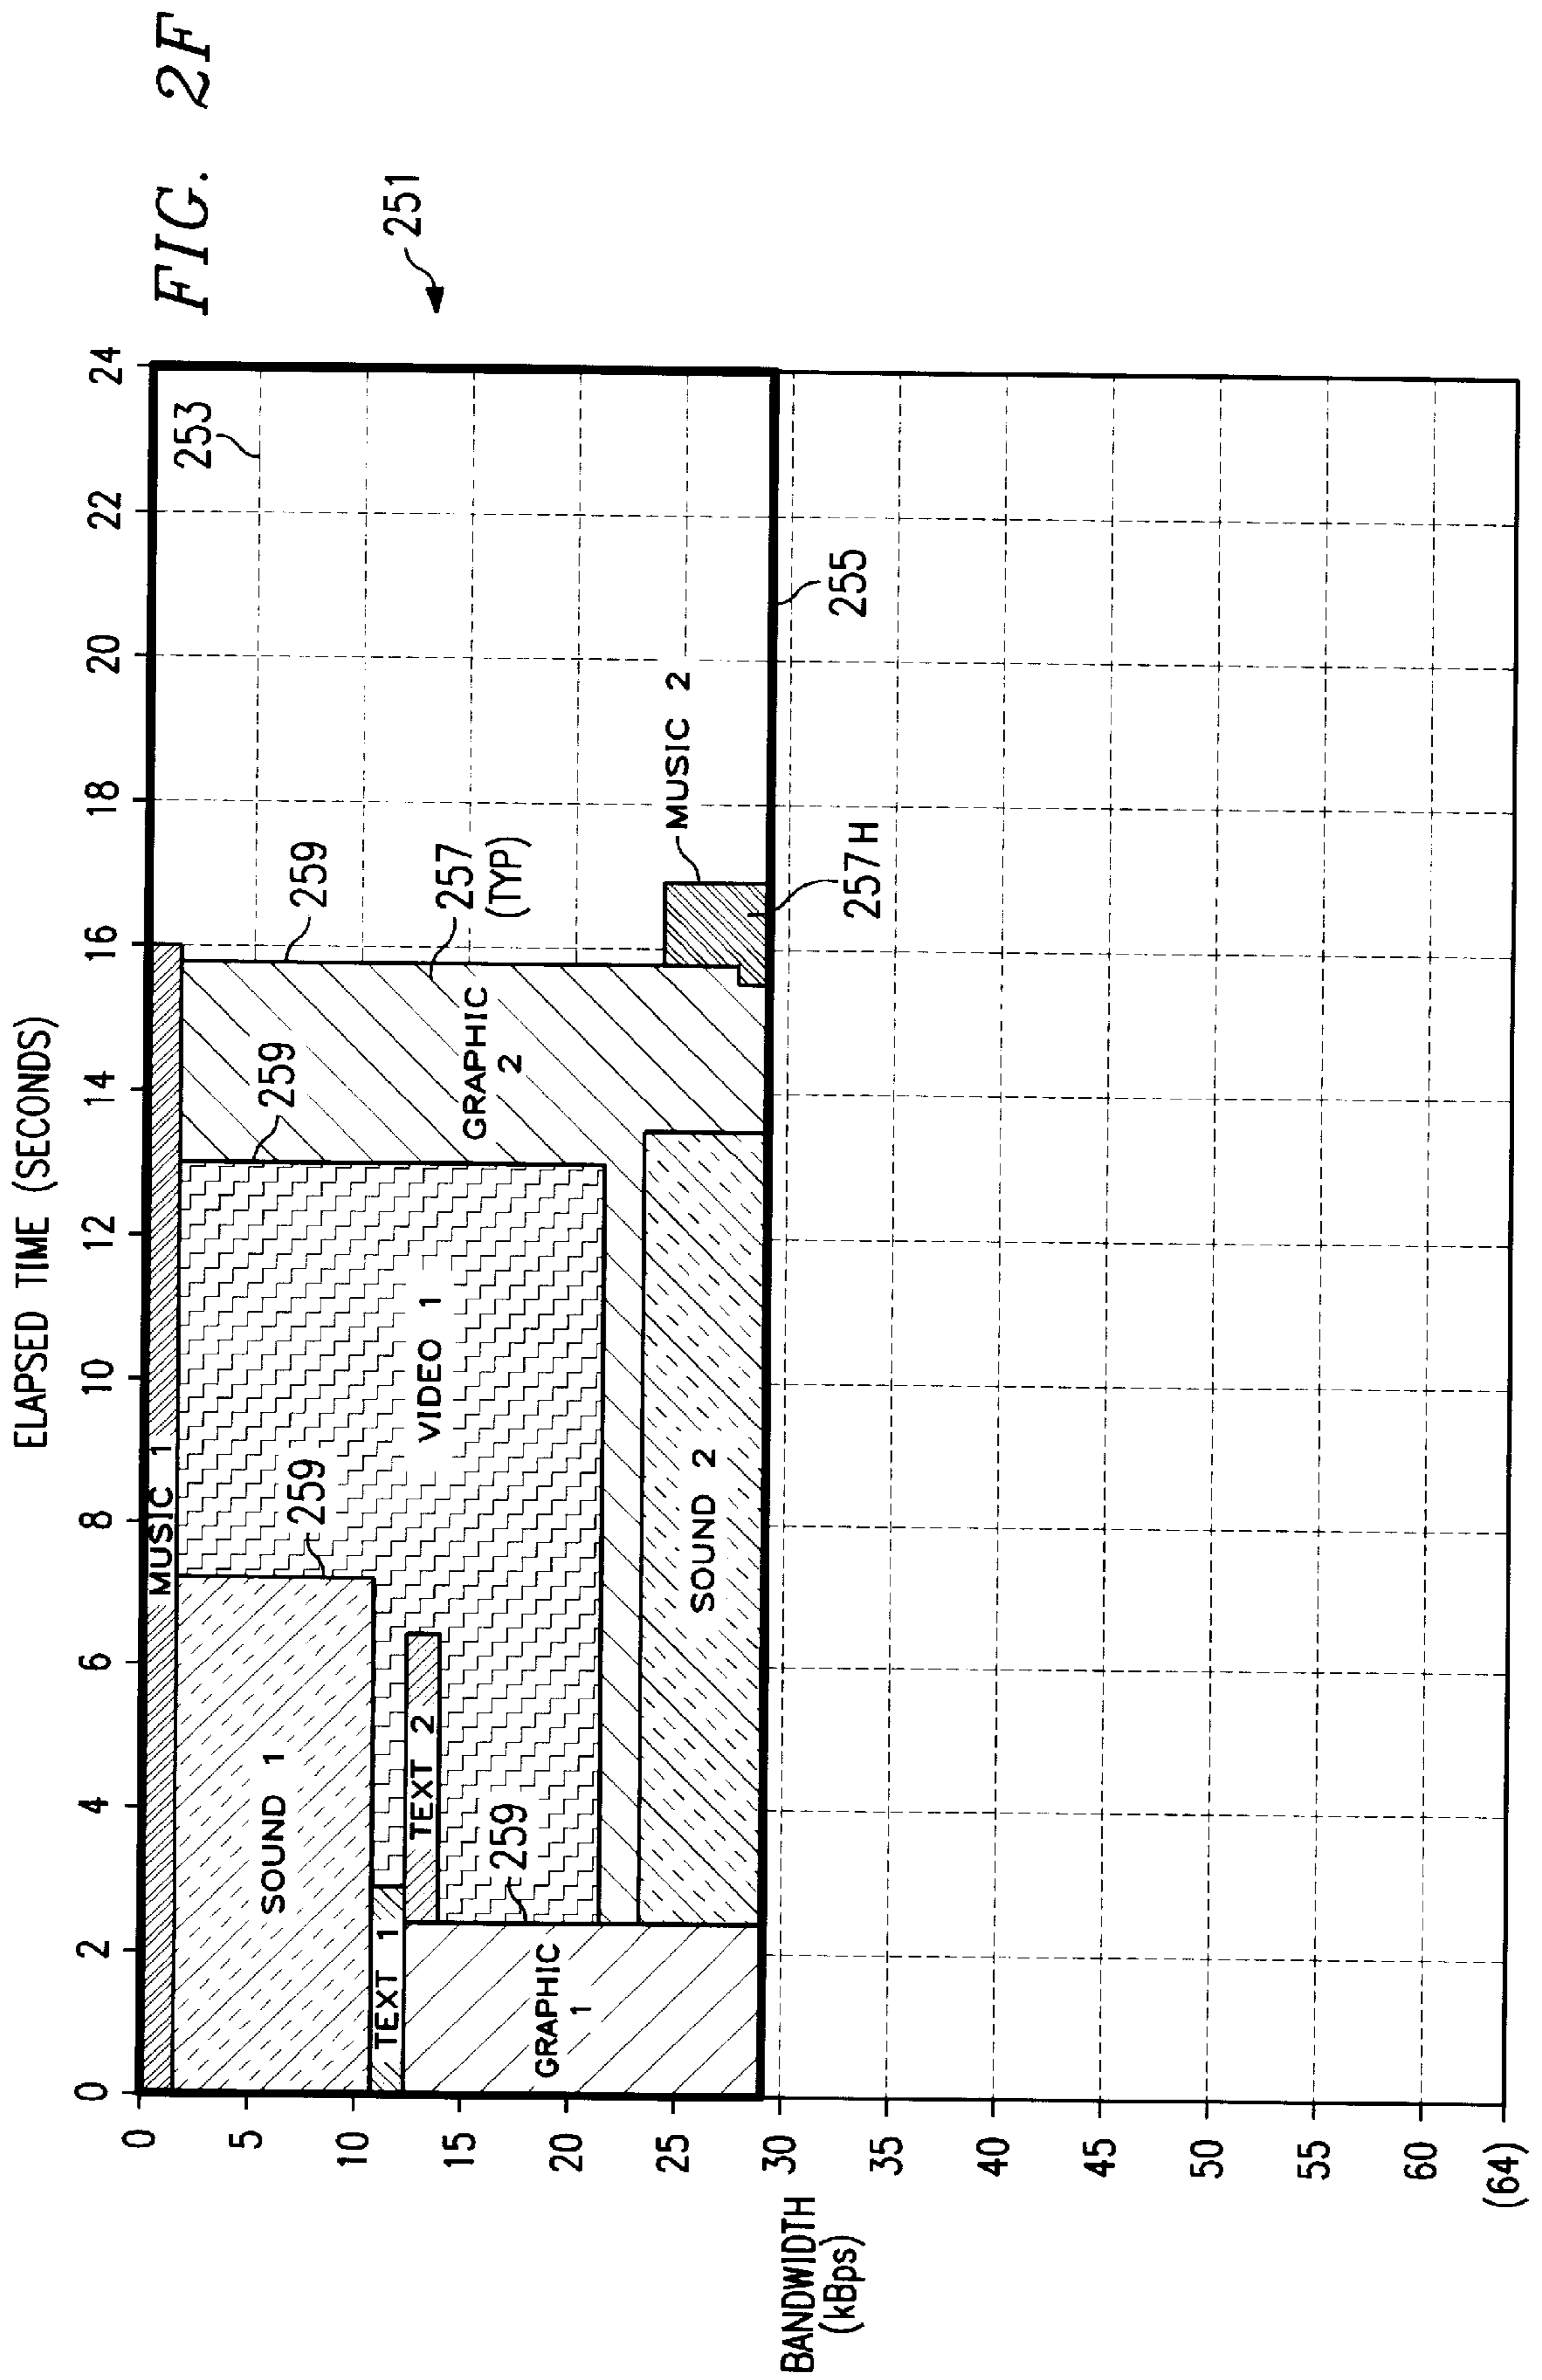 FIG. 2F
ELAPSED TIME (SECONDS)
0 2 4 6 8 10 12 14 16 18 20 22 24
BANDWIDTH
(kBps)
0
5
10
15
20
25
30
35
40
45
50
55
60
(64)
MUSIC 1
SOUND 1
TEXT 1
TEXT 2
GRAPHIC
1
VIDEO 1
SOUND 2
GRAPHIC
2
MUSIC 2
259
259
259
259
257
(TYP)
257H
253
255
251